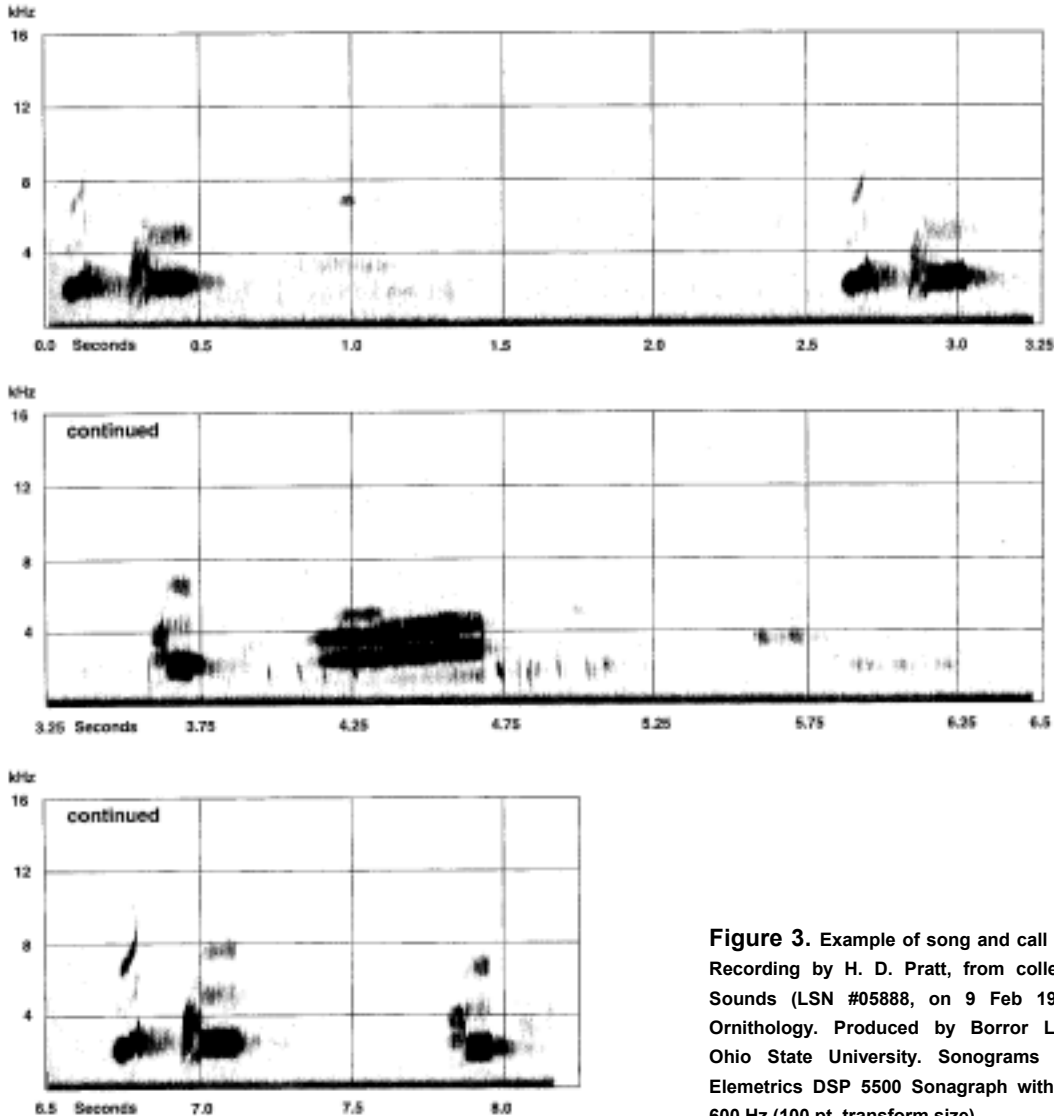 kHz
16
12
8
4
0.0 Seconds 0.5 1.0 1.5 2.0 2.5 3.0 3.25
kHz
16
continued
12
8
4
3.25 Seconds 3.75 4.25 4.75 5.25 5.75 6.25 6.5
kHz
16
continued
12
8
4
6.5 Seconds 7.0 7.5 8.0
Figure 3. Example of song and call
Recording by H. D. Pratt, from colle
Sounds (LSN #05888, on 9 Feb 19
Ornithology. Produced by Borror L
Ohio State University. Sonograms
Elemetrics DSP 5500 Sonagraph with
600 Hz (100 pt. transform size)